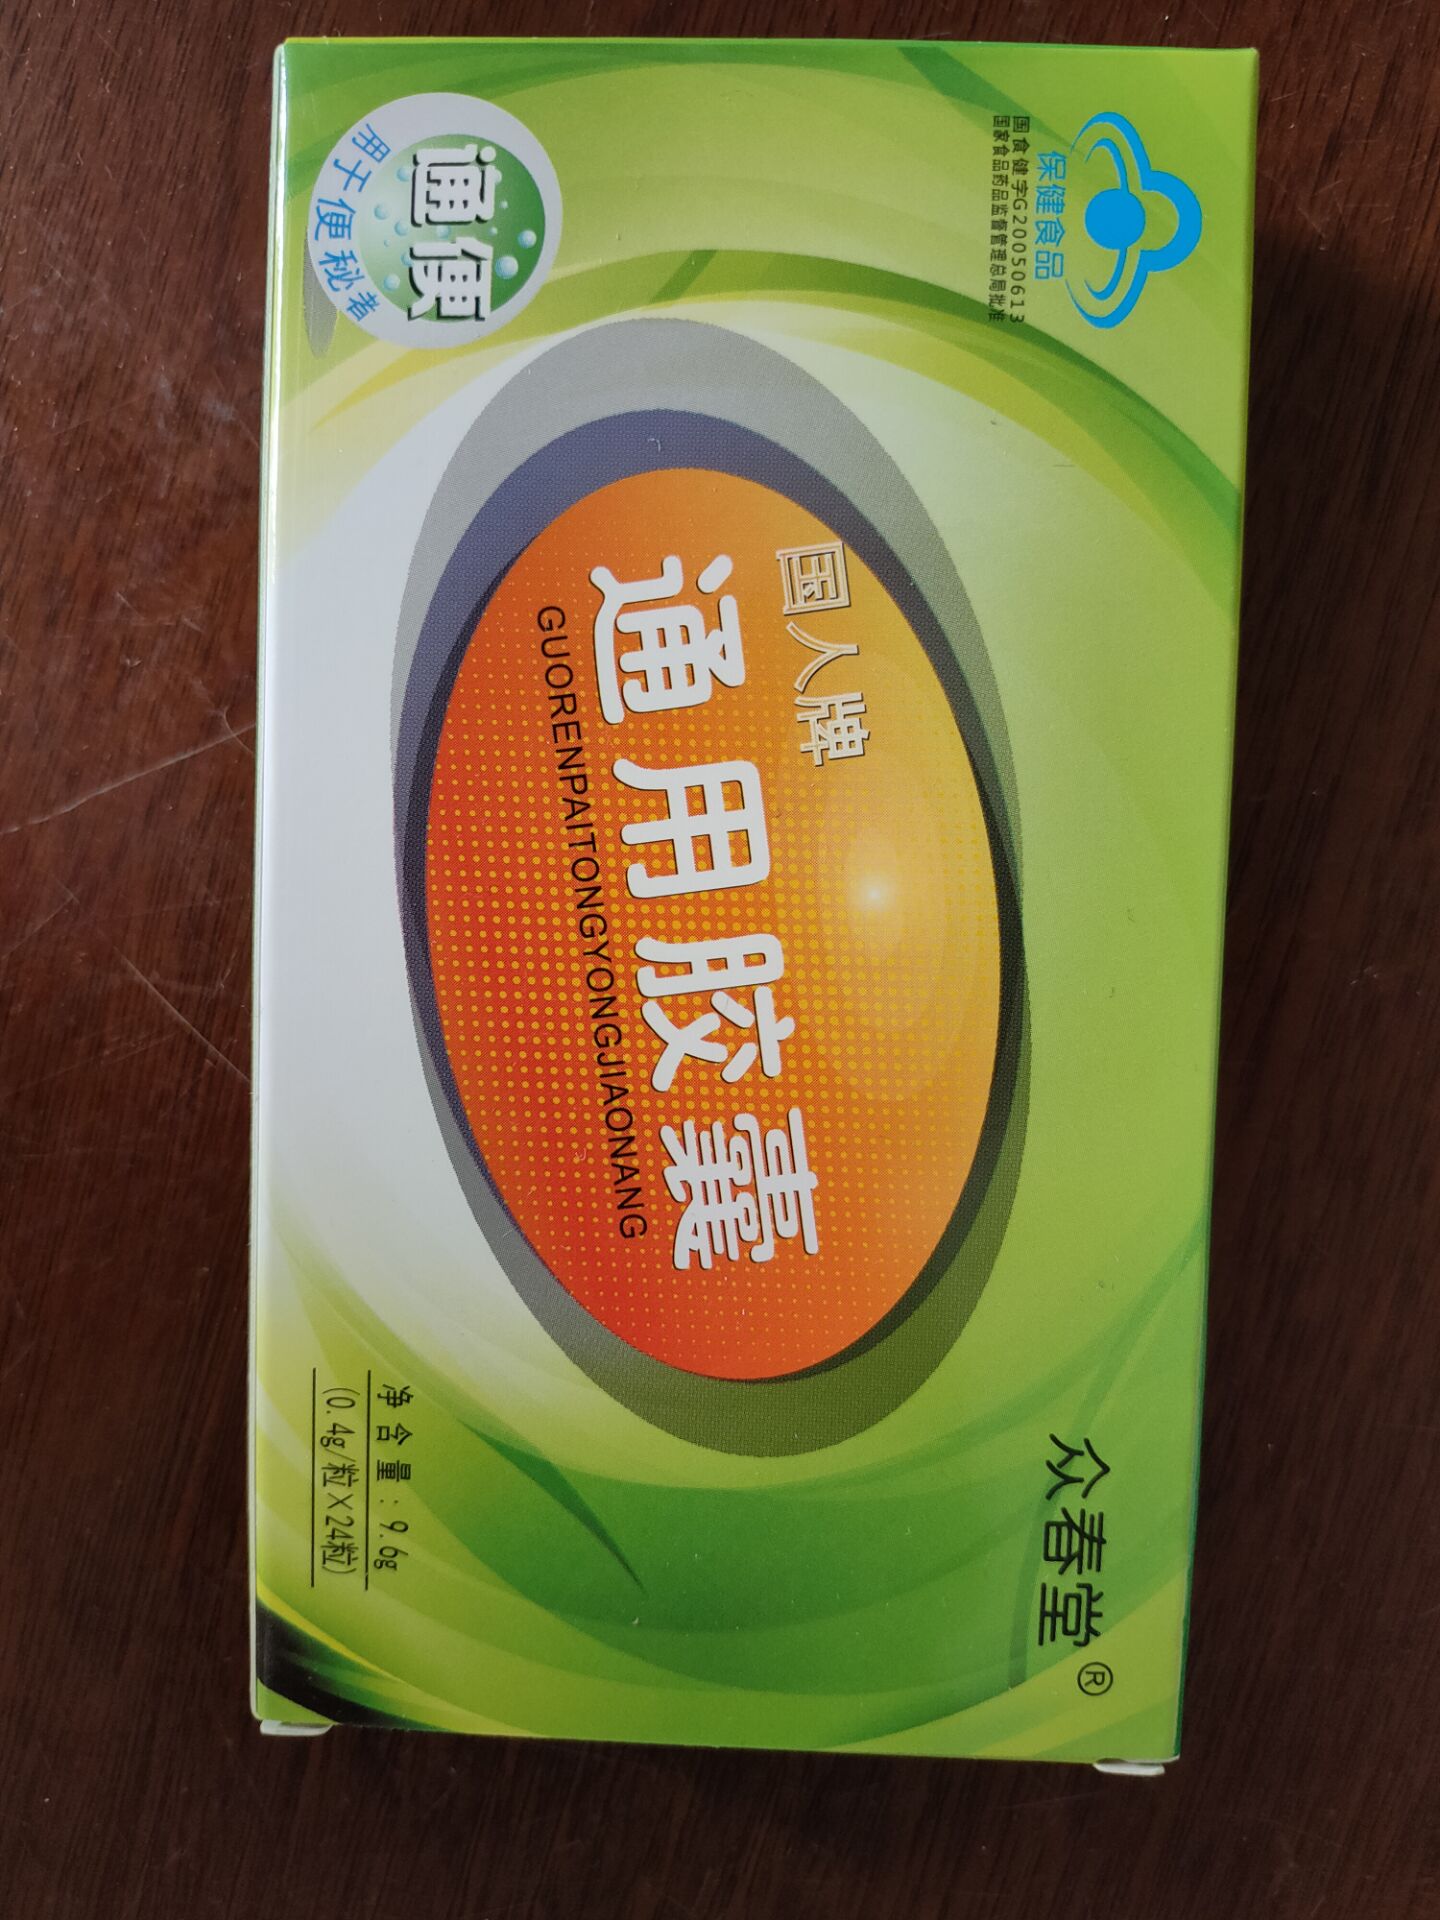 保健食品
国食健字G20050613
国家食品药品监督管理总局批准
众春堂®
国人牌
通用胶囊
GUORENPAITONGYONGJIAONANG
通便
用于便秘者
净含量：9.6g
(0.4g/粒X24粒)